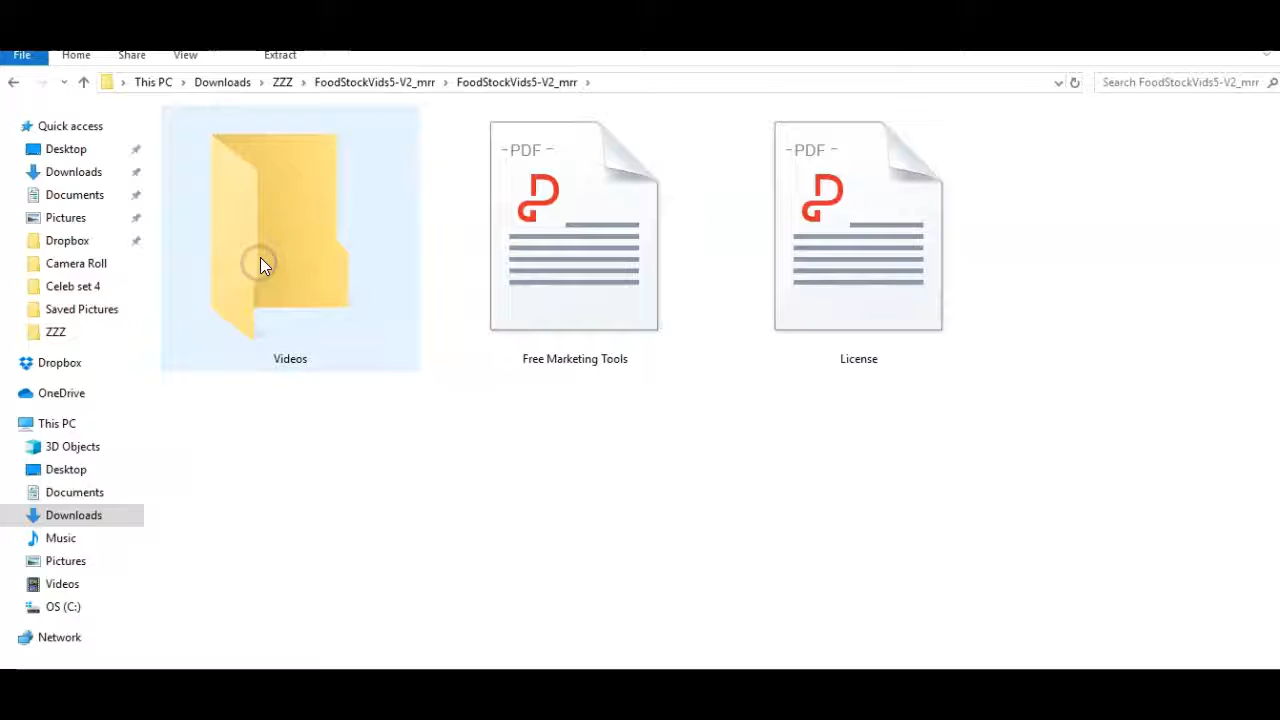 File Home Share View Extract
This PC Downloads ZZZ FoodStockVids5-V2_mrr FoodStockVids5-V2_mrr Search FoodStockVids5-V2_mrr
Quick access
Desktop
Downloads
Documents
Pictures
Dropbox
Camera Roll
Celeb set 4
Saved Pictures
ZZZ
Dropbox
OneDrive
This PC
3D Objects
Desktop
Documents
Downloads
Music
Pictures
Videos
OS (C:)
Network
-PDF-
-PDF-
Videos
Free Marketing Tools
License